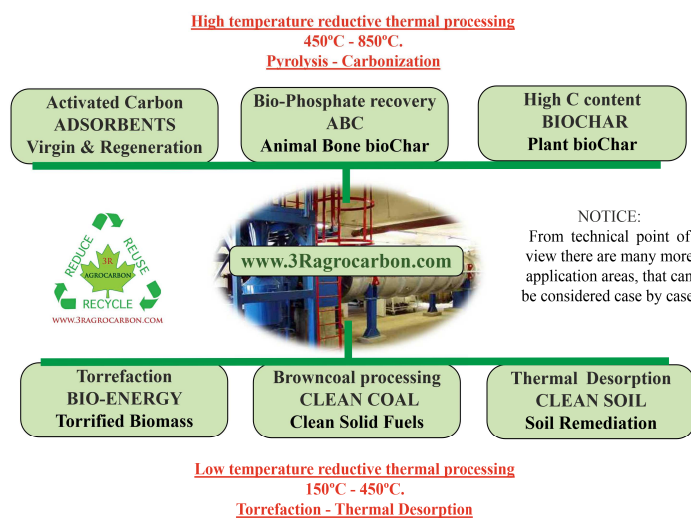 High temperature reductive thermal processing
450ºC - 850ºC.
Pyrolysis - Carbonization
Activated Carbon
ADSORBENTS
Virgin & Regeneration
Bio-Phosphate recovery
ABC
Animal Bone bioChar
High C content
BIOCHAR
Plant bioChar
REDUCE
REUSE
RECYCLE
3R
AGROCARBON
WWW.3RAGROCARBON.COM
www.3Ragrocarbon.com
NOTICE:
From technical point of
view there are many more
application areas, that can
be considered case by case
Torrefaction
BIO-ENERGY
Torrified Biomass
Browncoal processing
CLEAN COAL
Clean Solid Fuels
Thermal Desorption
CLEAN SOIL
Soil Remediation
Low temperature reductive thermal processing
150ºC - 450ºC.
Torrefaction - Thermal Desorption